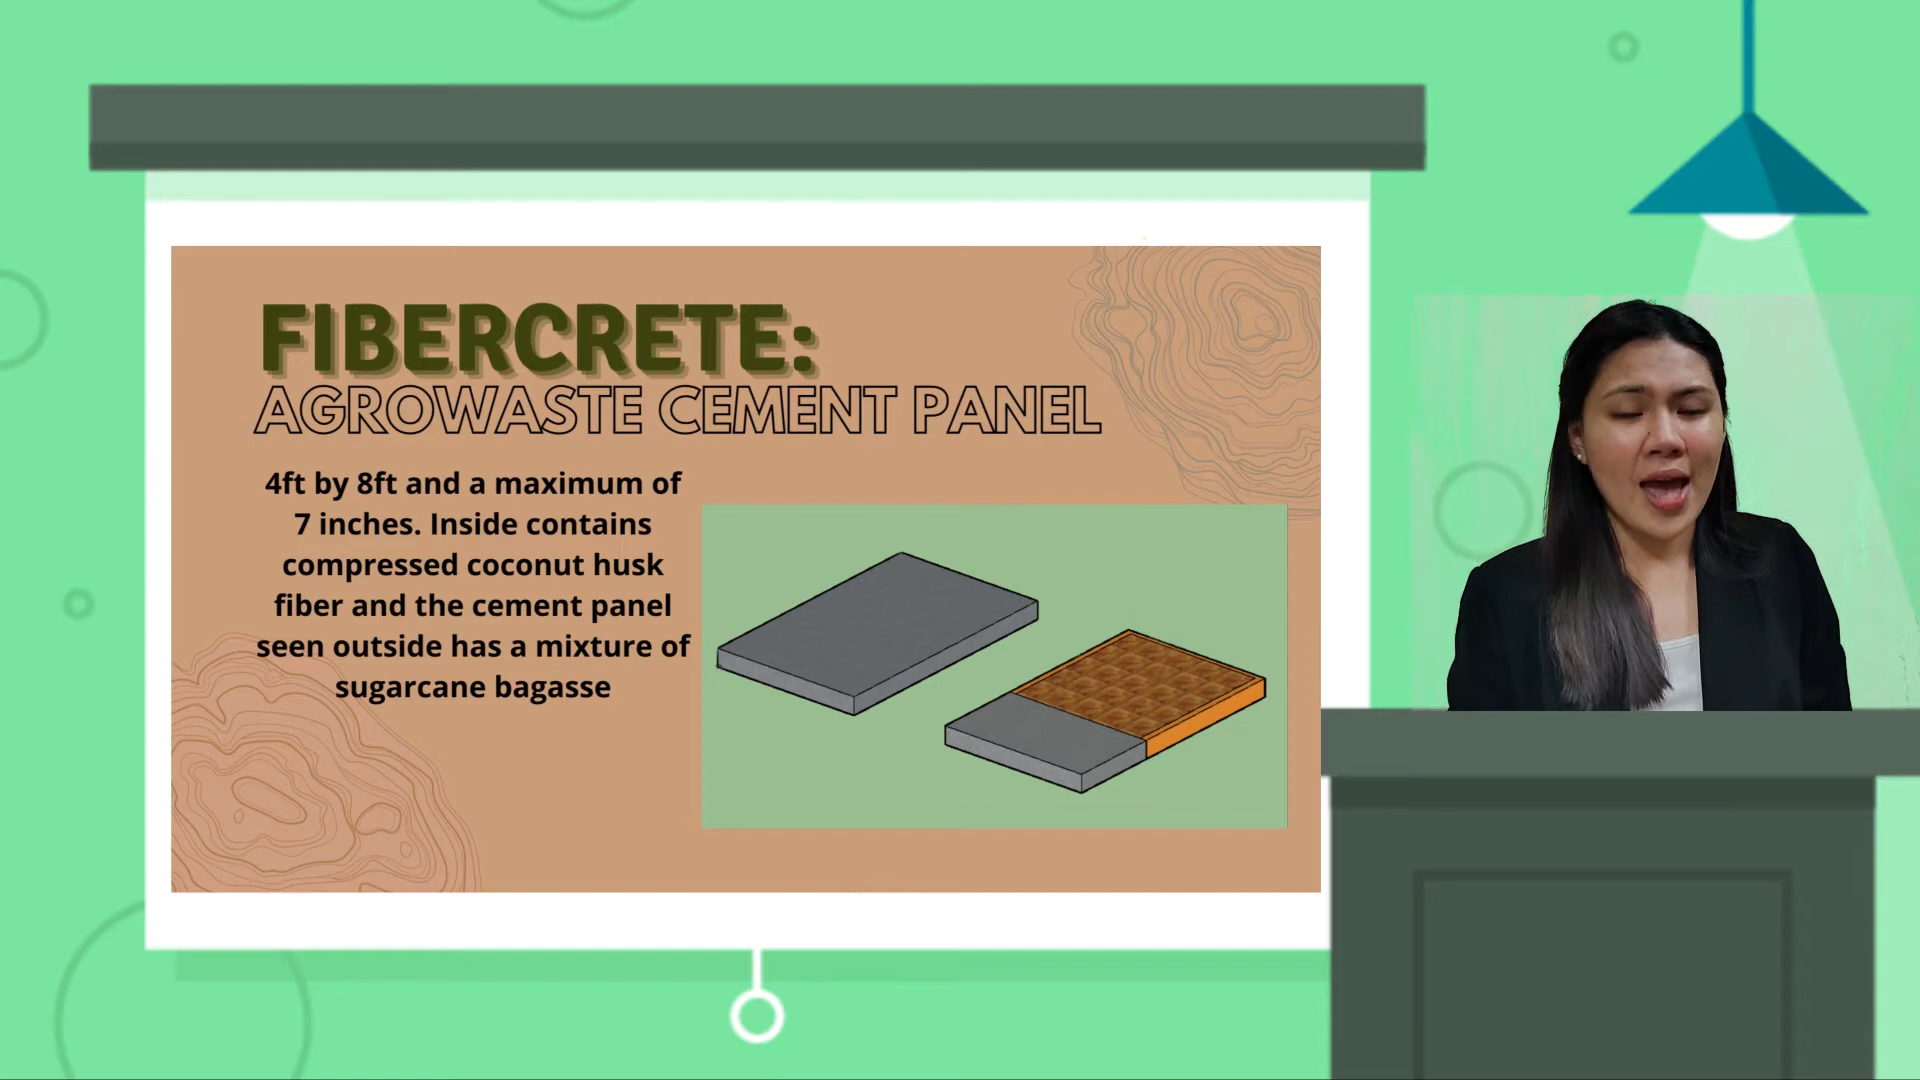 FIBERCRETE:
AGROWASTE CEMENT PANEL
4ft by 8ft and a maximum of
7 inches. Inside contains
compressed coconut husk
fiber and the cement panel
seen outside has a mixture of
sugarcane bagasse